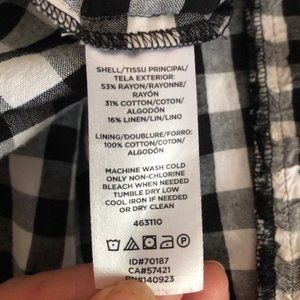 SHELL/TISSU PRINCIPAL/
TELA EXTERIOR:
53% RAYON/RAYONNE/
RAYÓN
31% COTTON/COTON/
ALGODÓN
16% LINEN/LIN/LINO
LINING/DOUBLURE/FORRO:
100% COTTON/COTON/
ALGODÓN
MACHINE WASH COLD
ONLY NON-CHLORINE
BLEACH WHEN NEEDED
TUMBLE DRY LOW
COOL IRON IF NEEDED
OR DRY CLEAN
463110
ID#70187
CA#57421
RN#140923